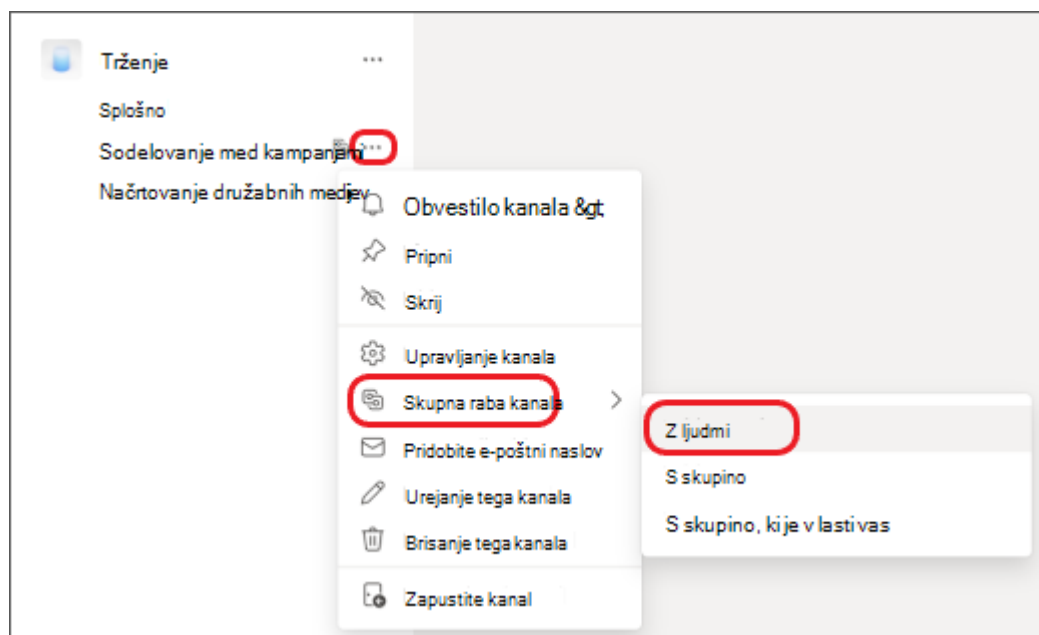 Trženje
Splošno
Sodelovanje med kampanjami
Načrtovanje družabnih medijev
Obvestilo kanala &gt;
Pripni
Skrij
Upravljanje kanala
Skupna raba kanala
Pridobite e-poštni naslov
Urejanje tega kanala
Brisanje tega kanala
Zapustite kanal
Z ljudmi
S skupino
S skupino, ki je v lasti vas